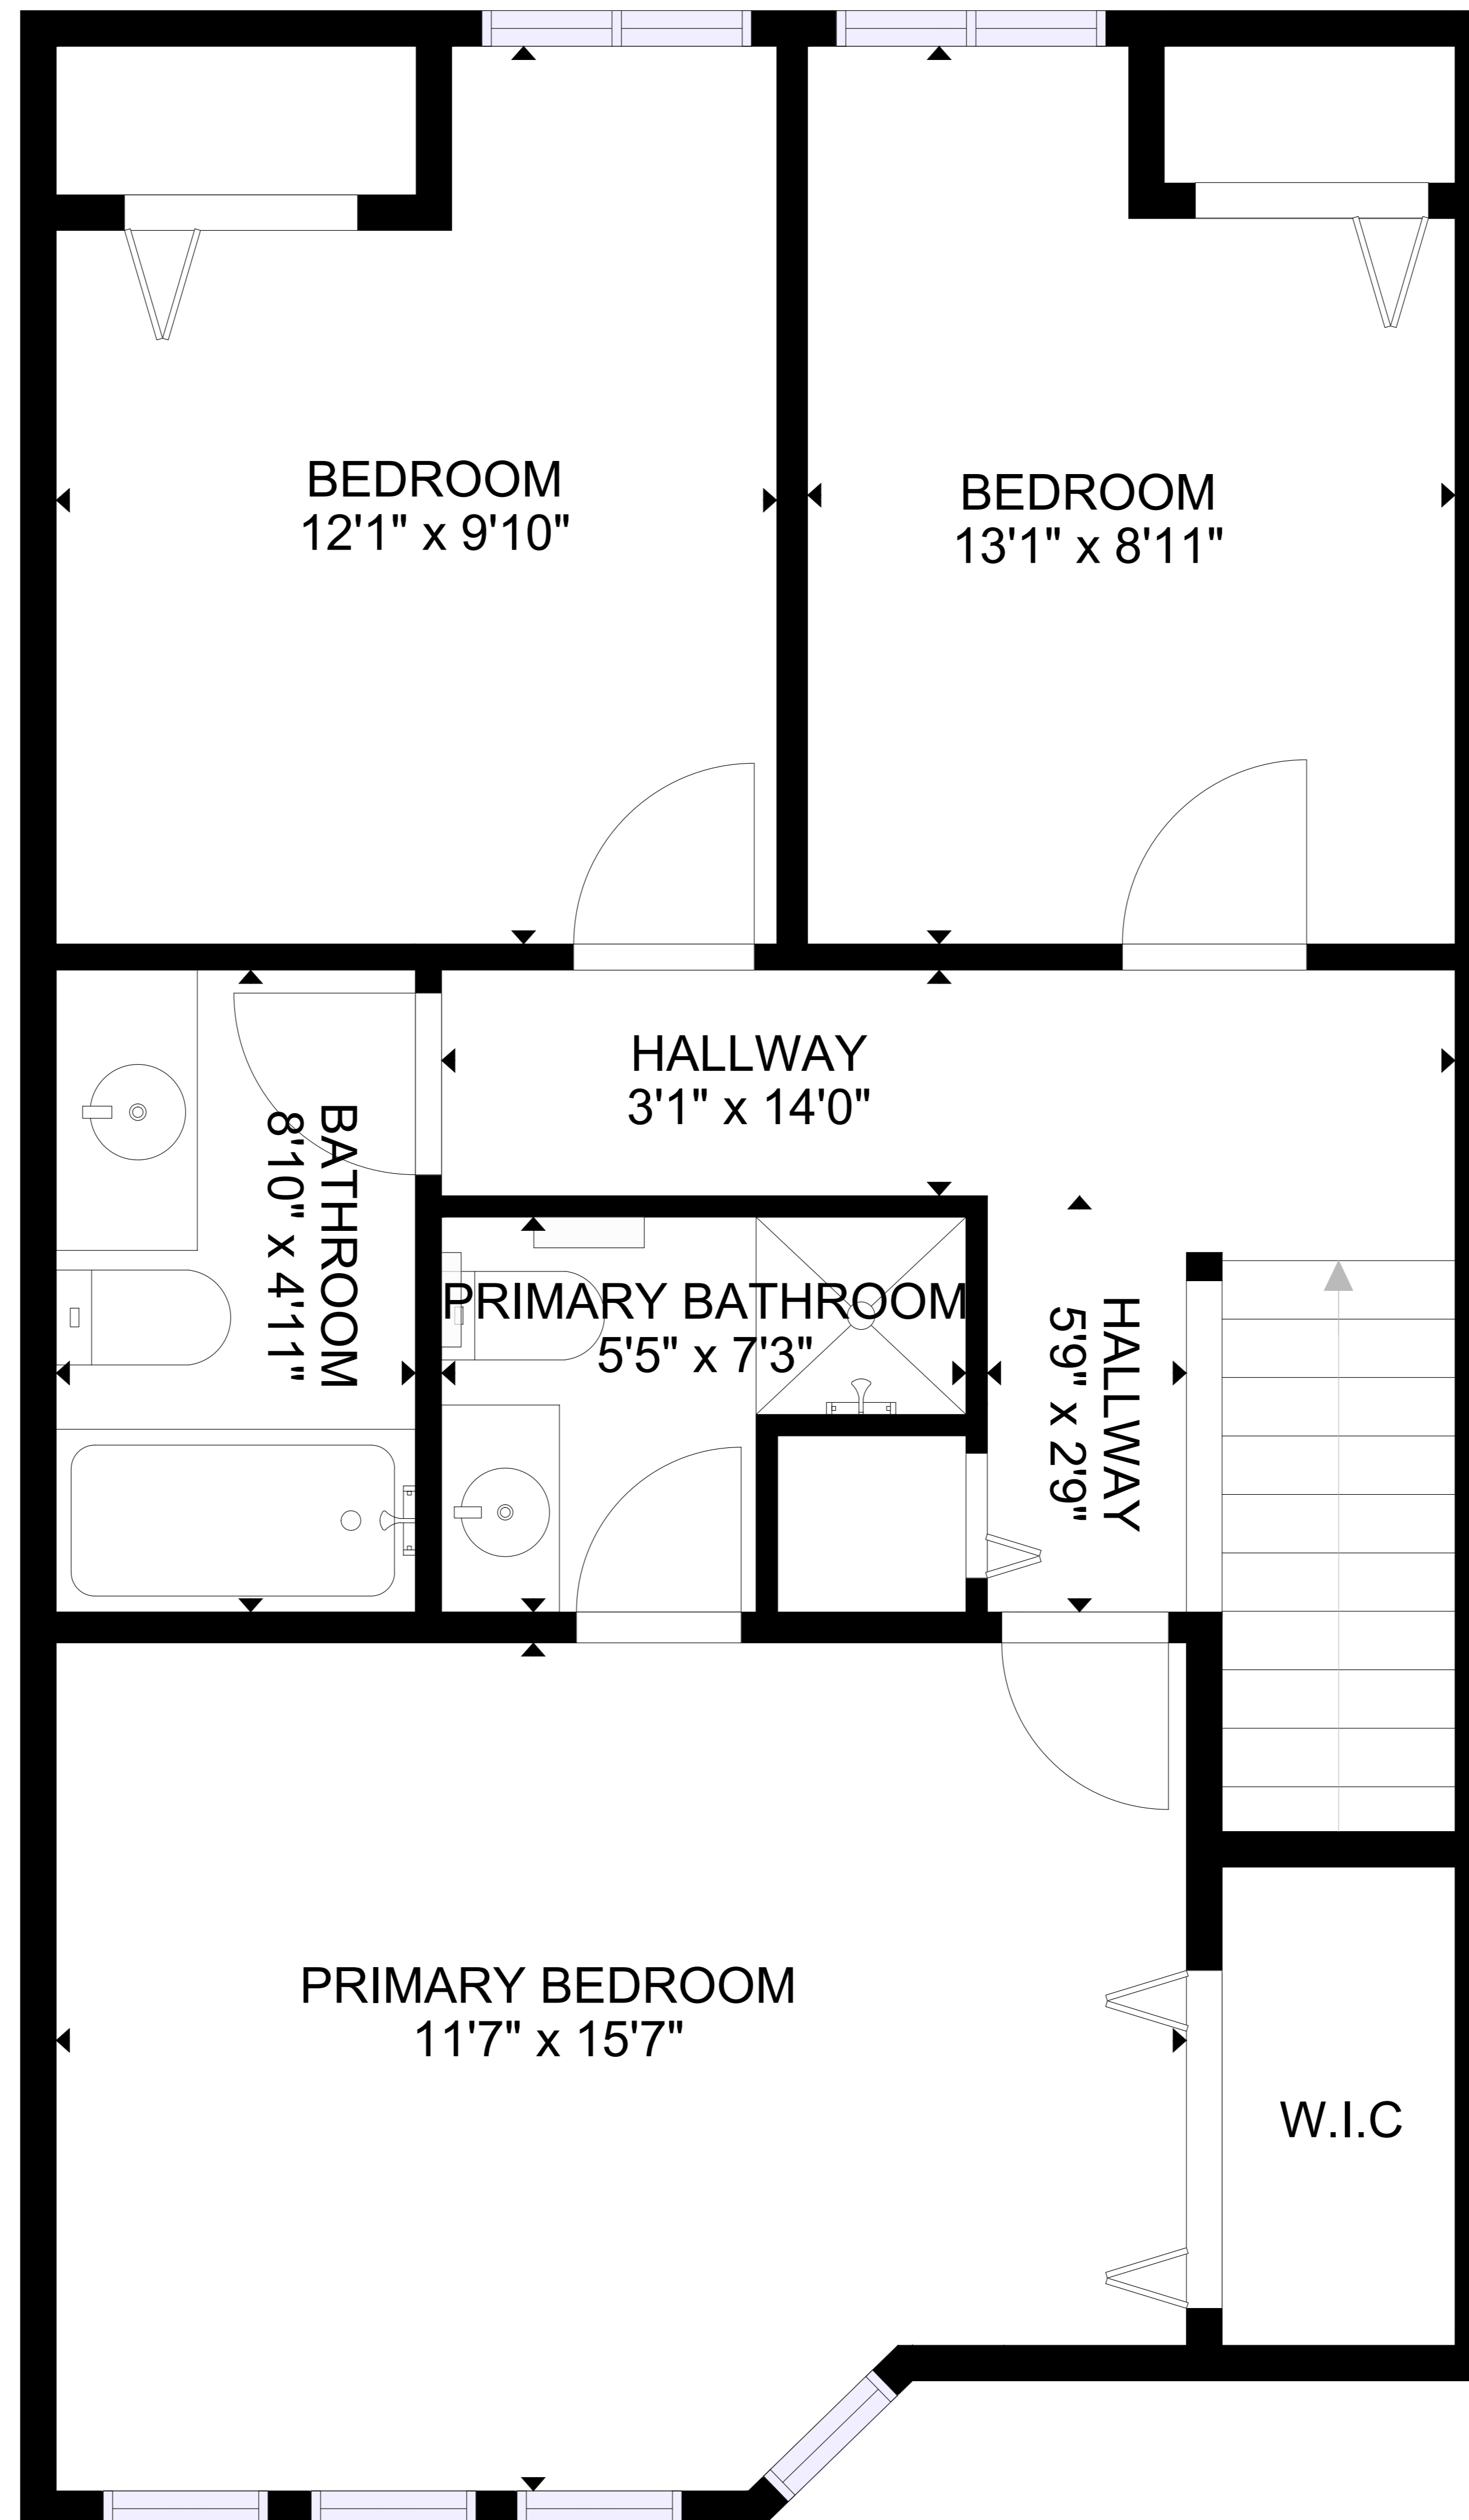 BEDROOM
12'1" x 9'10"
BEDROOM
13'1" x 8'11"
HALLWAY
3'1" x 14'0"
BATHROOM
8'10" x 4'11"
PRIMARY BATHROOM
5'5" x 7'3"
HALLWAY
5'9" x 2'9"
PRIMARY BEDROOM
11'7" x 15'7"
W.I.C